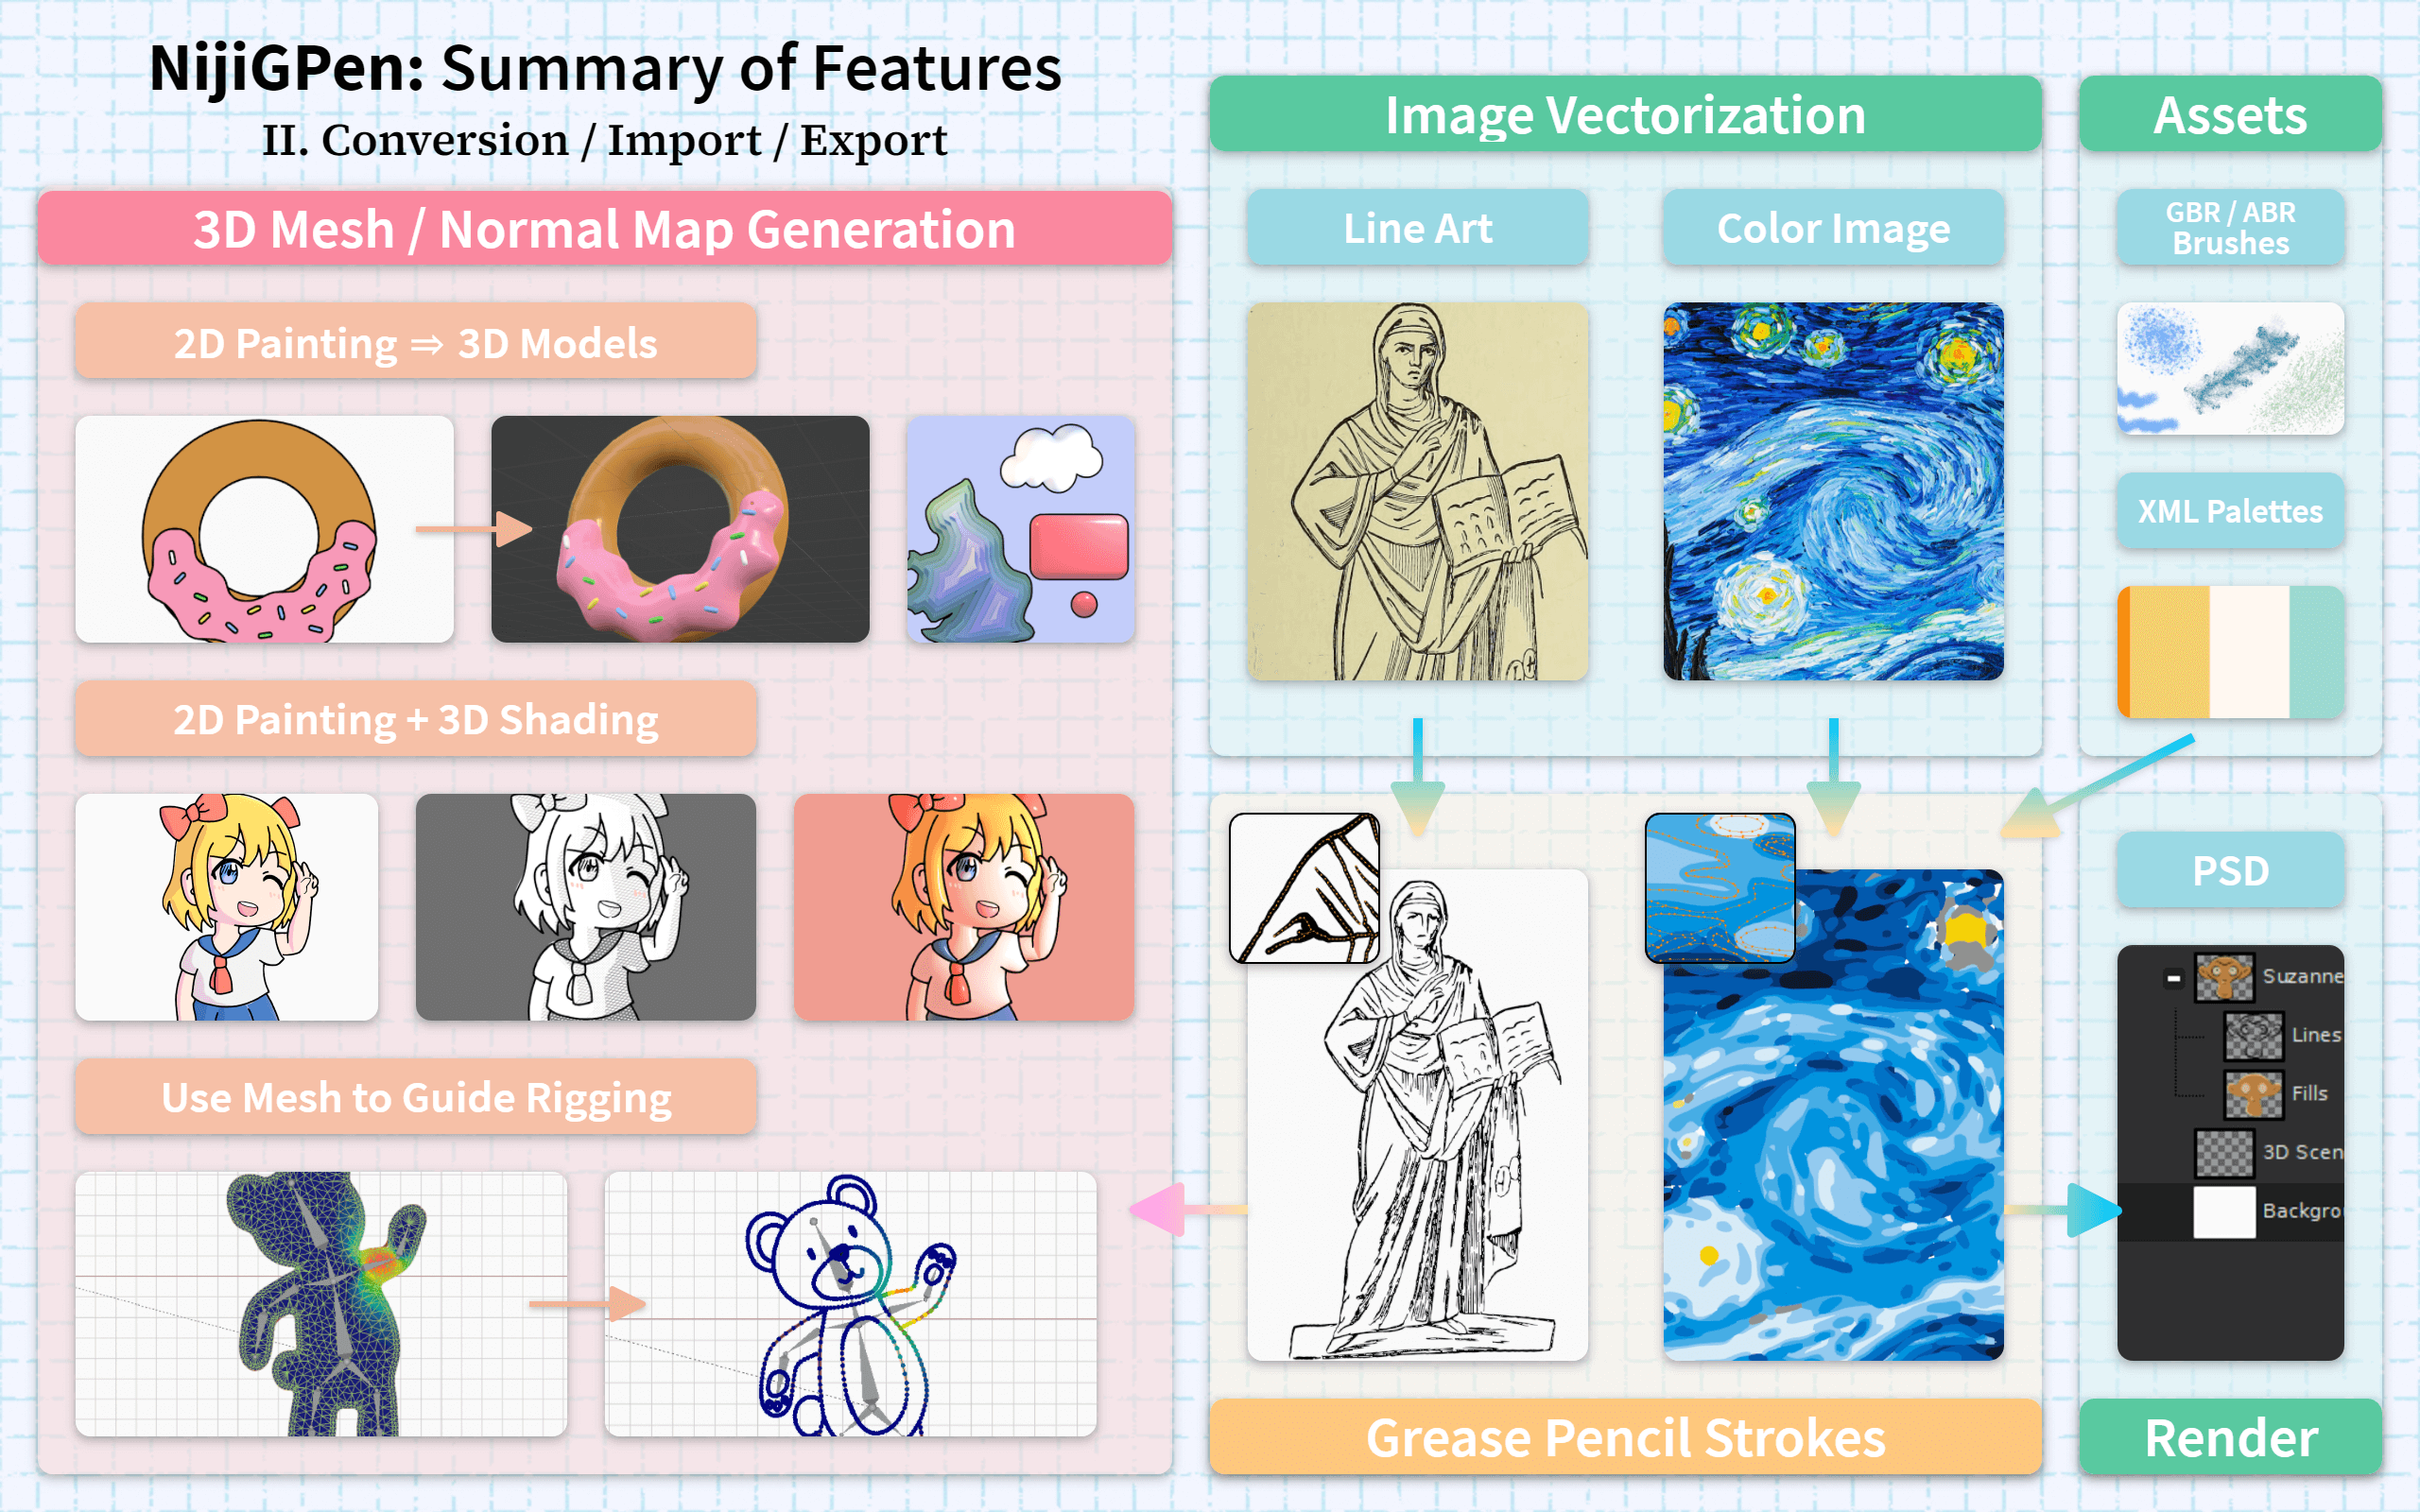 NijiGPen: Summary of Features
II. Conversion / Import / Export
3D Mesh / Normal Map Generation
2D Painting ⇒ 3D Models
2D Painting + 3D Shading
Use Mesh to Guide Rigging
Image Vectorization
Line Art
Color Image
Grease Pencil Strokes
Assets
GBR / ABR
Brushes
XML Palettes
PSD
Suzanne
Lines
Fills
3D Scen
Backgro
Render